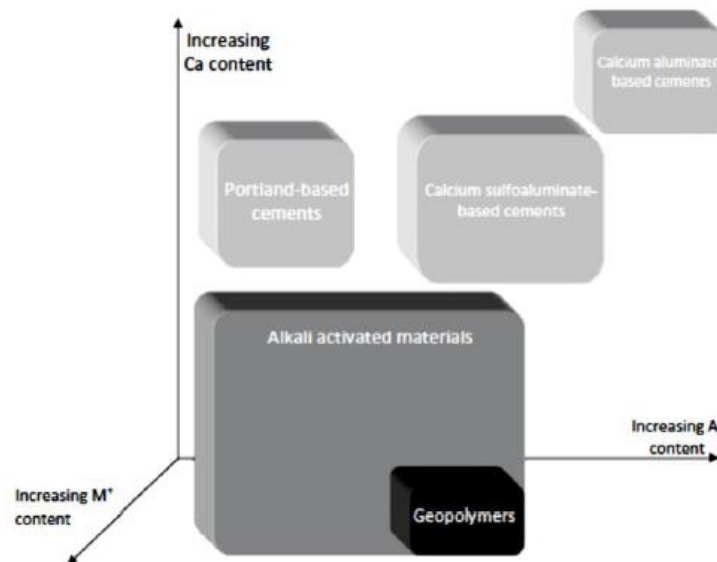 Increasing
Ca content
Calcium aluminate
based cements
Portland-based
cements
Calcium sulfoaluminate-
based cements
Alkali activated materials
Increasing A
content
Increasing M⁺
content
Geopolymers